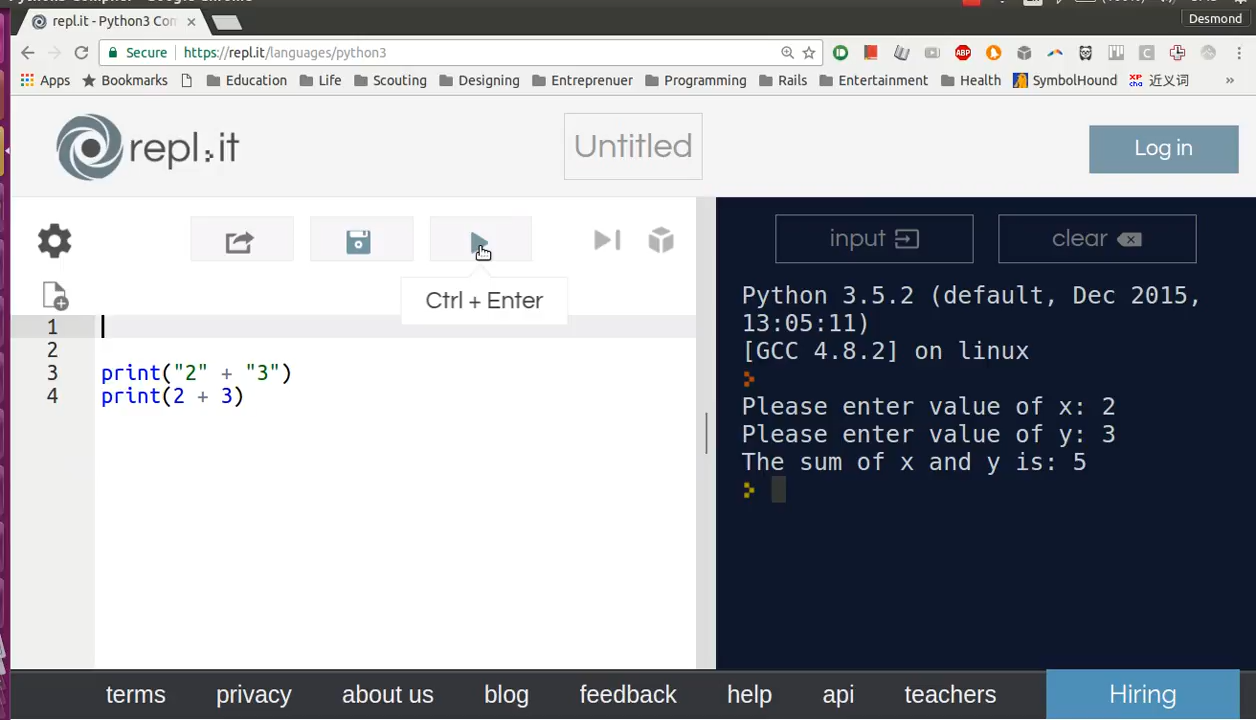 repl.it - Python3 Com
Desmond
Secure https://repl.it/languages/python3
Apps Bookmarks Education Life Scouting Designing Entreprenuer Programming Rails Entertainment Health SymbolHound 近义词 »
repl.it
Untitled
Log in
input
clear
Ctrl + Enter
1
2
3 print("2" + "3")
4 print(2 + 3)
Python 3.5.2 (default, Dec 2015,
13:05:11)
[GCC 4.8.2] on linux
Please enter value of x: 2
Please enter value of y: 3
The sum of x and y is: 5
terms privacy about us blog feedback help api teachers Hiring